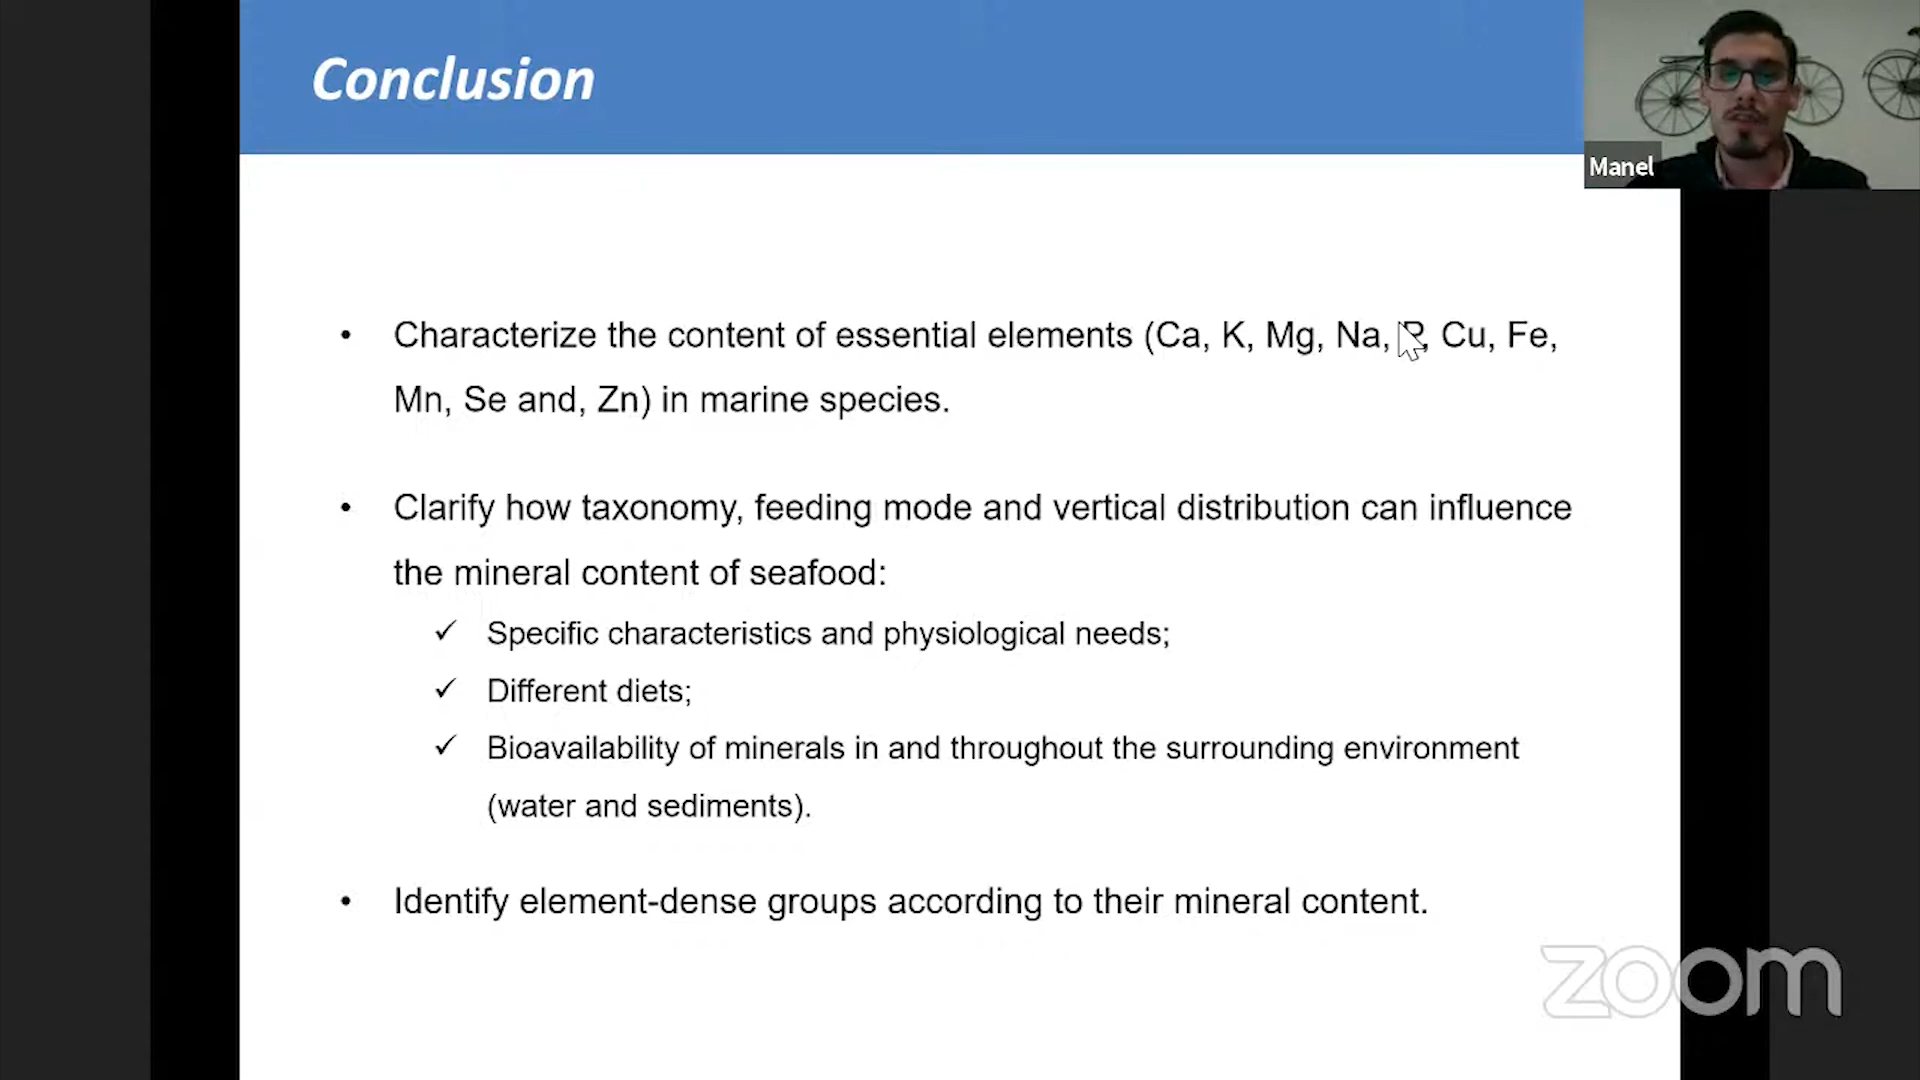 Conclusion
Manel
• Characterize the content of essential elements (Ca, K, Mg, Na, P, Cu, Fe,
Mn, Se and, Zn) in marine species.
• Clarify how taxonomy, feeding mode and vertical distribution can influence
the mineral content of seafood:
✓ Specific characteristics and physiological needs;
✓ Different diets;
✓ Bioavailability of minerals in and throughout the surrounding environment
(water and sediments).
• Identify element-dense groups according to their mineral content.
zoom